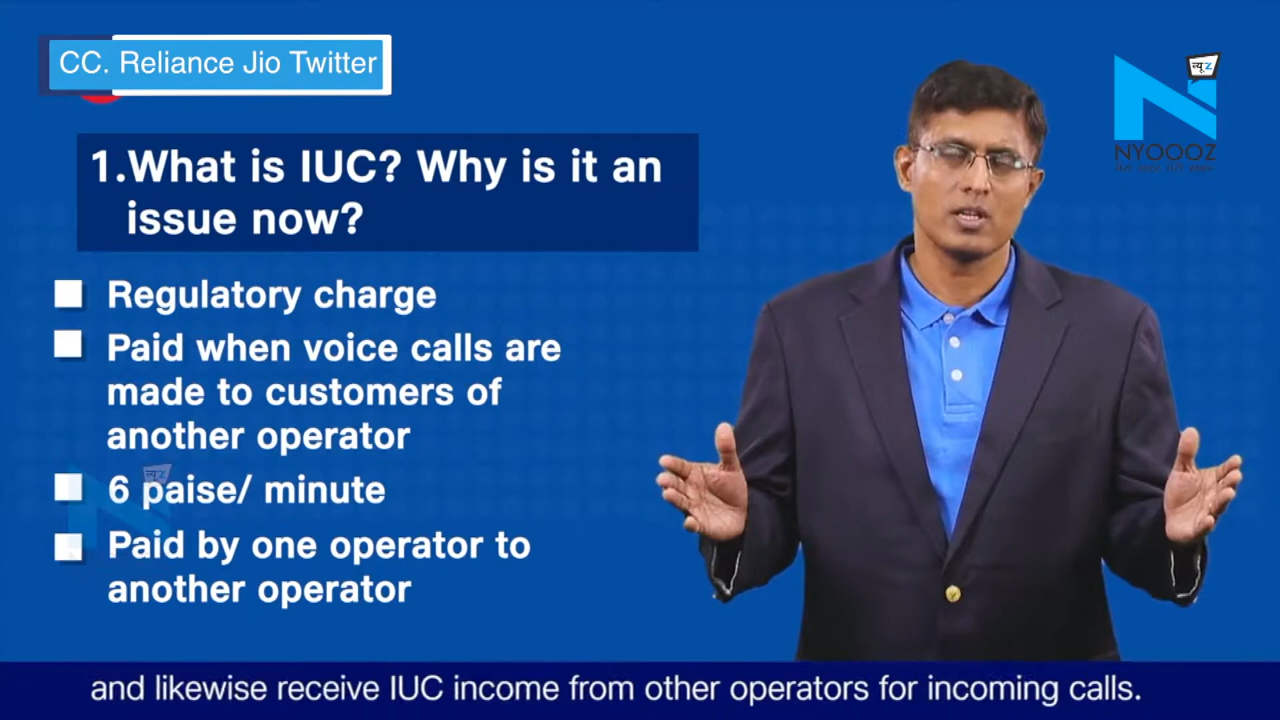 CC. Reliance Jio Twitter
न्यूZ
NYOOOZ
1.What is IUC? Why is it an
issue now?
Regulatory charge
Paid when voice calls are
made to customers of
another operator
न्यूZ
6 paise/ minute
Paid by one operator to
another operator
and likewise receive IUC income from other operators for incoming calls.